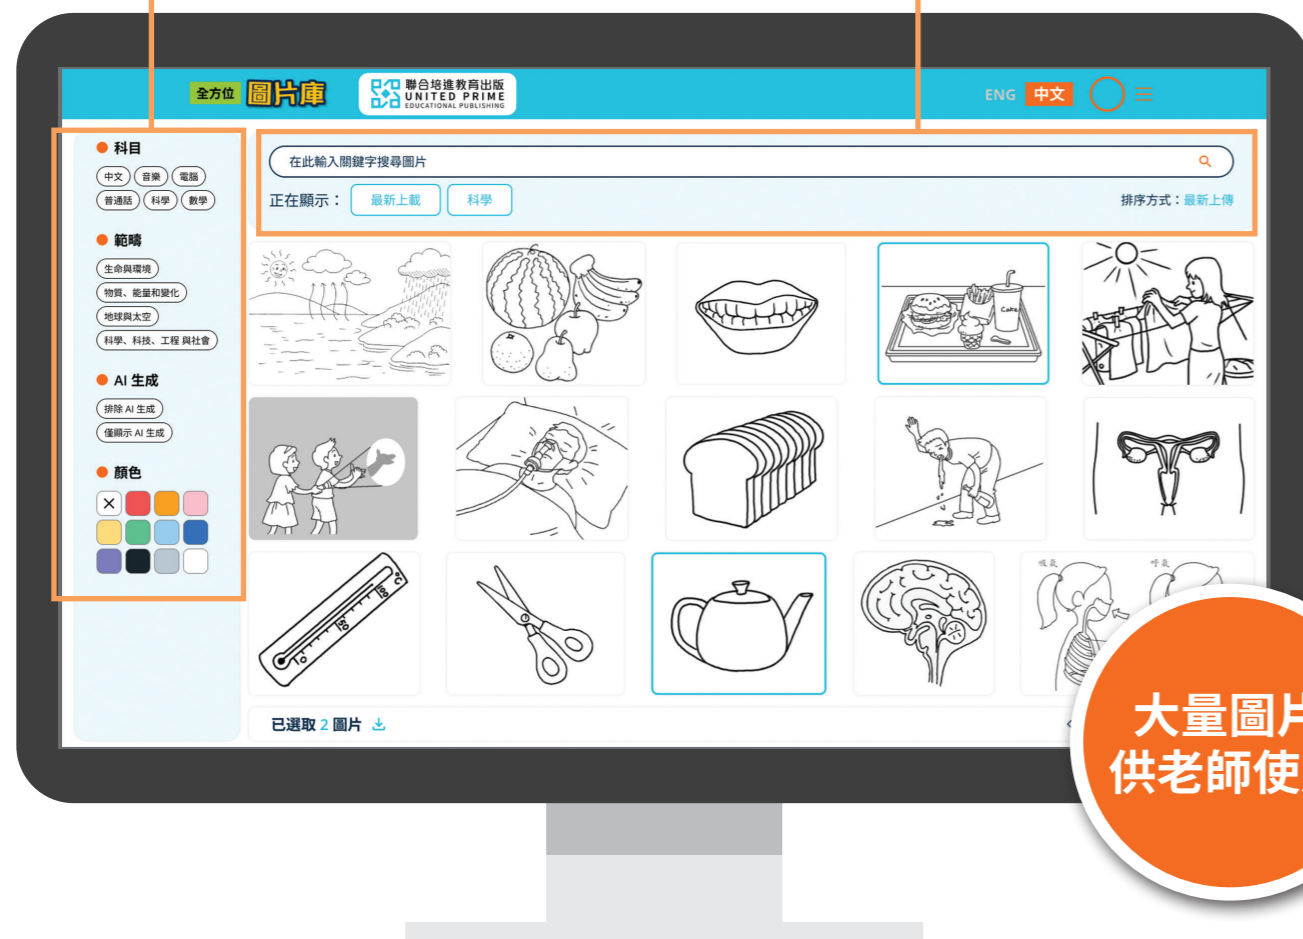 全方位 圖片庫
聯合培進教育出版
UNITED PRIME
EDUCATIONAL PUBLISHING
ENG 中文
科目
中文 音樂 電腦
普通話 科學 數學
範疇
生命與環境
物質、能量和變化
地球與太空
科學、科技、工程與社會
AI 生成
排除 AI 生成
僅顯示 AI 生成
顏色
在此輸入關鍵字搜尋圖片
正在顯示： 最新上載 科學
排序方式：最新上傳
吸氣 呼氣
已選取 2 圖片
大量圖片
供老師使